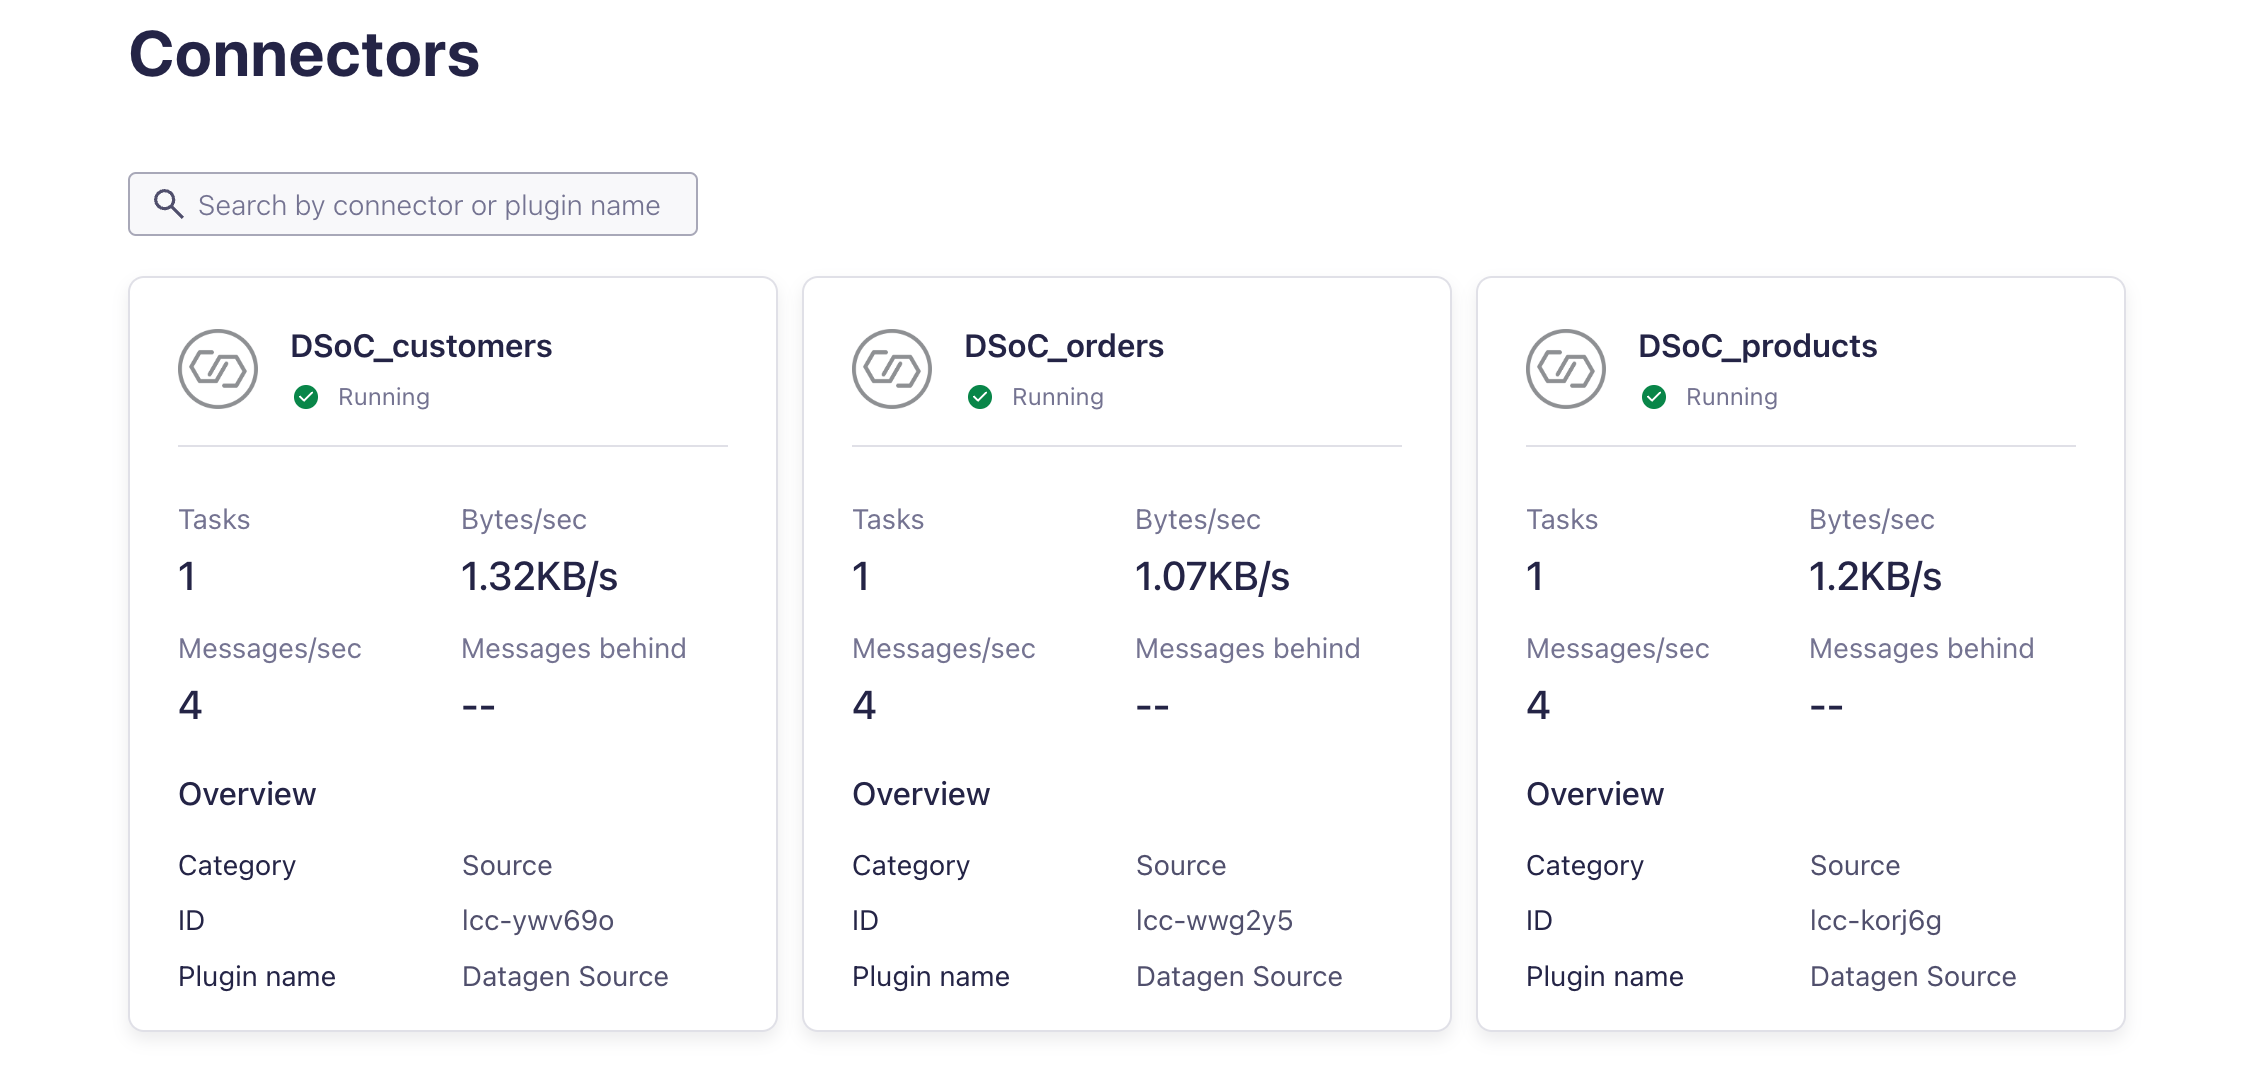 Connectors
Search by connector or plugin name
DSoC_customers
Running
Tasks
Bytes/sec
1
1.32KB/s
Messages/sec
Messages behind
4
--
Overview
Category
Source
ID
lcc-ywv69o
Plugin name
Datagen Source
DSoC_orders
Running
Tasks
Bytes/sec
1
1.07KB/s
Messages/sec
Messages behind
4
--
Overview
Category
Source
ID
lcc-wwg2y5
Plugin name
Datagen Source
DSoC_products
Running
Tasks
Bytes/sec
1
1.2KB/s
Messages/sec
Messages behind
4
--
Overview
Category
Source
ID
lcc-korj6g
Plugin name
Datagen Source